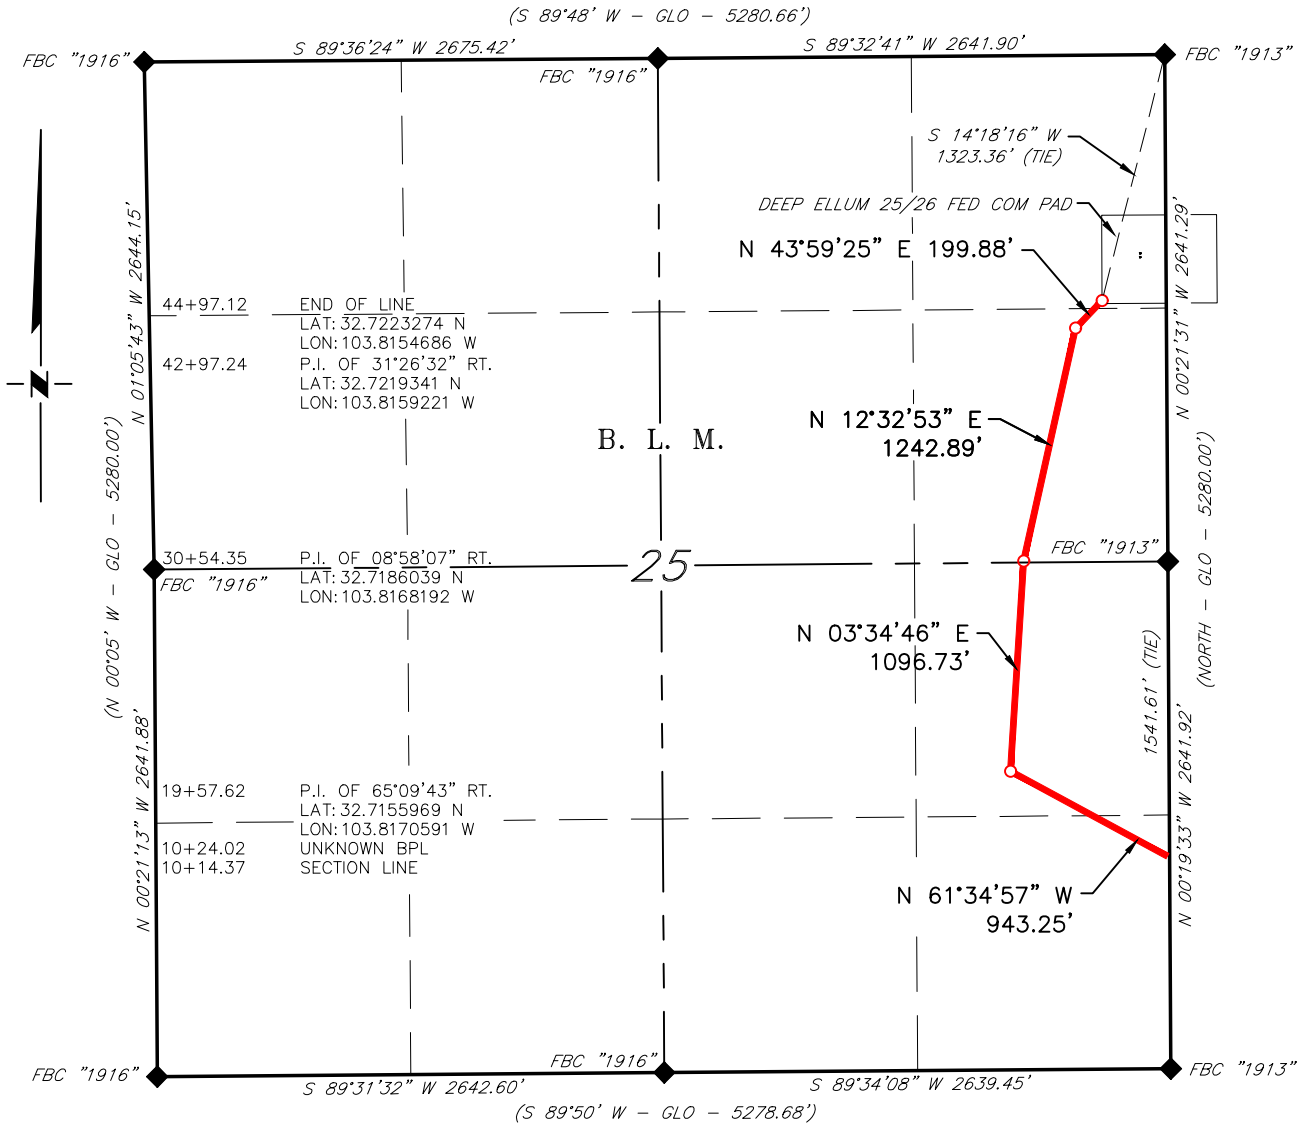 (S 89°48' W - GLO - 5280.66')
S 89°36'24" W 2675.42'
S 89°32'41" W 2641.90'
FBC "1916"
FBC "1916"
FBC "1913"
S 14°18'16" W
1323.36' (TIE)
DEEP ELLUM 25/26 FED COM PAD
N 43°59'25" E 199.88'
N 01°05'43" W 2644.15'
N 00°21'31" W 2641.29'
44+97.12 END OF LINE
LAT: 32.7223274 N
LON: 103.8154686 W
42+97.24 P.I. OF 31°26'32" RT.
LAT: 32.7219341 N
LON: 103.8159221 W
N
N 12°32'53" E
1242.89'
B. L. M.
(N 00°05' W - GLO - 5280.00')
(NORTH - GLO - 5280.00')
30+54.35 P.I. OF 08°58'07" RT.
LAT: 32.7186039 N
LON: 103.8168192 W
FBC "1916"
25
FBC "1913"
N 03°34'46" E
1096.73'
1541.61' (TIE)
N 00°21'13" W 2641.88'
N 00°19'33" W 2641.92'
19+57.62 P.I. OF 65°09'43" RT.
LAT: 32.7155969 N
LON: 103.8170591 W
10+24.02 UNKNOWN BPL
10+14.37 SECTION LINE
N 61°34'57" W
943.25'
FBC "1916"
FBC "1916"
FBC "1913"
S 89°31'32" W 2642.60'
S 89°34'08" W 2639.45'
(S 89°50' W - GLO - 5278.68')